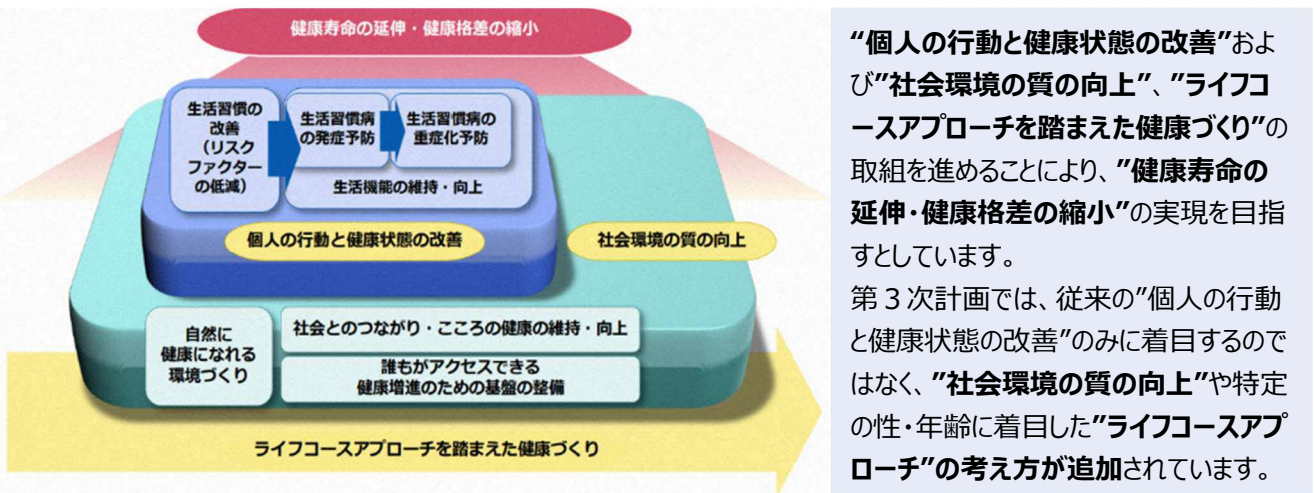 健康寿命の延伸・健康格差の縮小
生活習慣の
改善
（リスク
ファクター
の低減）
生活習慣病
の発症予防
生活習慣病の
重症化予防
生活機能の維持・向上
個人の行動と健康状態の改善
社会環境の質の向上
自然に
健康になれる
環境づくり
社会とのつながり・こころの健康の維持・向上
誰もがアクセスできる
健康増進のための基盤の整備
ライフコースアプローチを踏まえた健康づくり
“個人の行動と健康状態の改善”およ
び”社会環境の質の向上”、”ライフコ
ースアプローチを踏まえた健康づくり”の
取組を進めることにより、”健康寿命の
延伸・健康格差の縮小”の実現を目指
すとしています。
第３次計画では、従来の”個人の行動
と健康状態の改善”のみに着目するので
はなく、”社会環境の質の向上”や特定
の性・年齢に着目した”ライフコースアプ
ローチ”の考え方が追加されています。